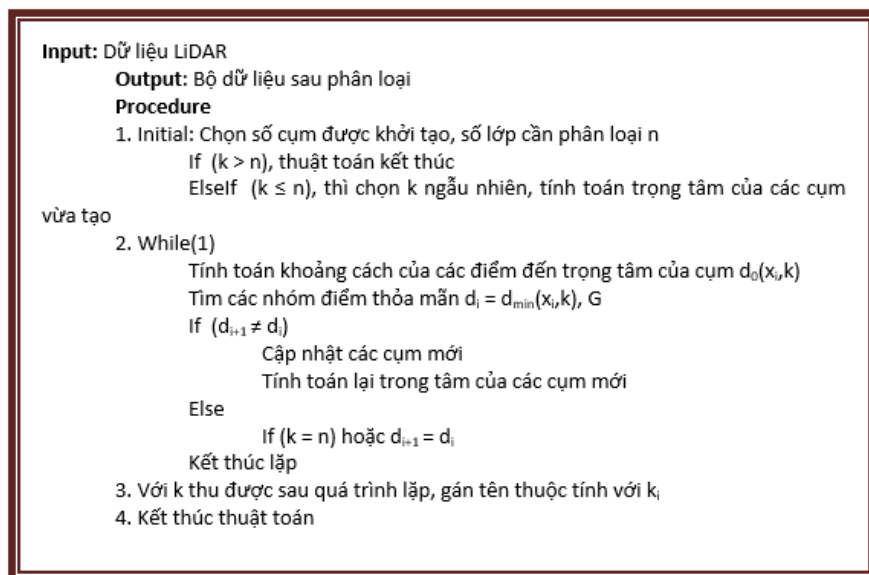 Input: Dữ liệu LiDAR
Output: Bộ dữ liệu sau phân loại
Procedure
1. Initial: Chọn số cụm được khởi tạo, số lớp cần phân loại n
If (k > n), thuật toán kết thúc
ElseIf (k ≤ n), thì chọn k ngẫu nhiên, tính toán trọng tâm của các cụm
vừa tạo
2. While(1)
Tính toán khoảng cách của các điểm đến trọng tâm của cụm d₀(xᵢ,k)
Tìm các nhóm điểm thỏa mãn dᵢ = dₘᵢₙ(xᵢ,k), G
If (dᵢ₊₁ ≠ dᵢ)
Cập nhật các cụm mới
Tính toán lại trong tâm của các cụm mới
Else
If (k = n) hoặc dᵢ₊₁ = dᵢ
Kết thúc lặp
3. Với k thu được sau quá trình lặp, gán tên thuộc tính với kᵢ
4. Kết thúc thuật toán